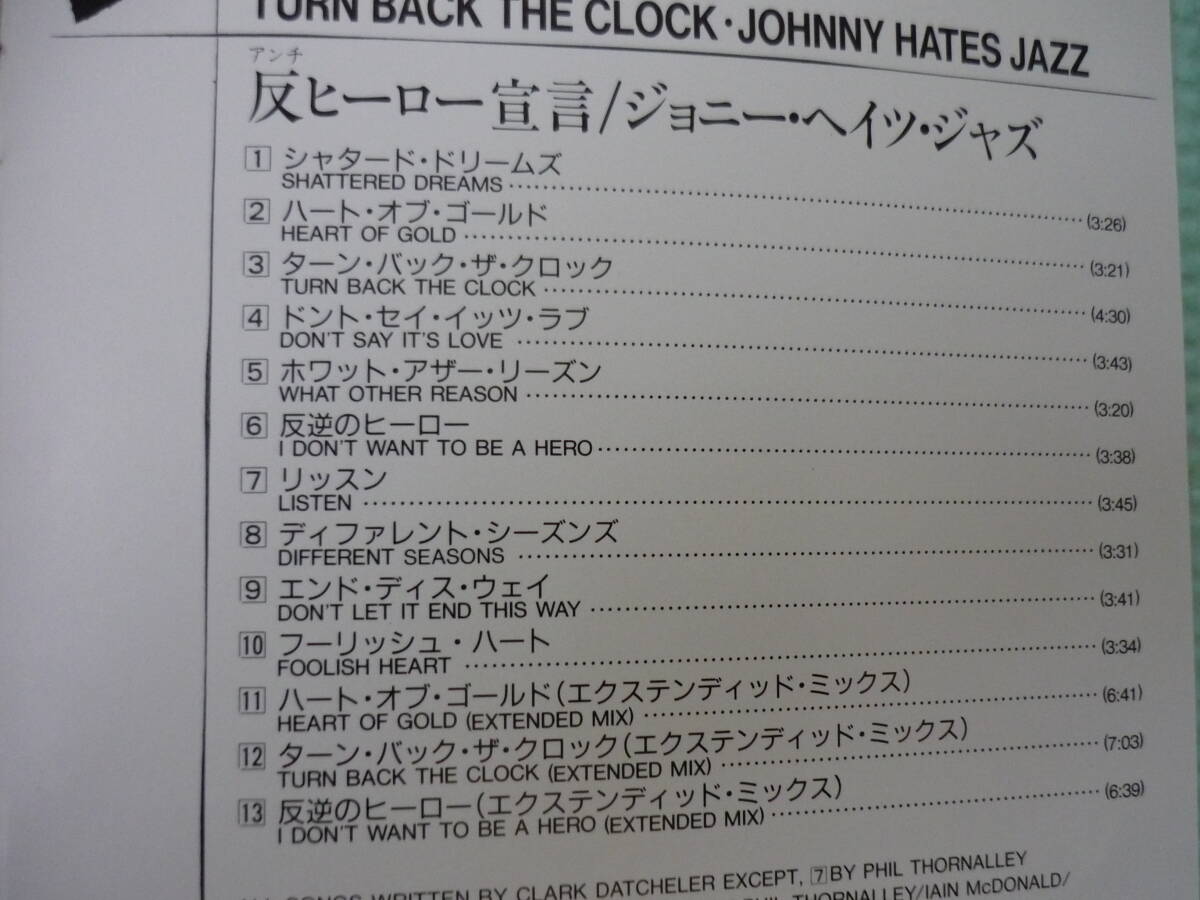 TURN BACK THE CLOCK・JOHNNY HATES JAZZ
アンチ
反ヒーロー宣言/ジョニー・ヘイツ・ジャズ
1 シャタード・ドリームズ
SHATTERED DREAMS (3:26)
2 ハート・オブ・ゴールド
HEART OF GOLD (3:21)
3 ターン・バック・ザ・クロック
TURN BACK THE CLOCK (4:30)
4 ドント・セイ・イッツ・ラブ
DON'T SAY IT'S LOVE (3:43)
5 ホワット・アザー・リーズン
WHAT OTHER REASON (3:20)
6 反逆のヒーロー
I DON'T WANT TO BE A HERO (3:38)
7 リッスン
LISTEN (3:45)
8 ディファレント・シーズンズ
DIFFERENT SEASONS (3:31)
9 エンド・ディス・ウェイ
DON'T LET IT END THIS WAY (3:41)
10 フーリッシュ・ハート
FOOLISH HEART (3:34)
11 ハート・オブ・ゴールド(エクステンディッド・ミックス)
HEART OF GOLD (EXTENDED MIX) (6:41)
12 ターン・バック・ザ・クロック(エクステンディッド・ミックス)
TURN BACK THE CLOCK (EXTENDED MIX) (7:03)
13 反逆のヒーロー(エクステンディッド・ミックス)
I DON'T WANT TO BE A HERO (EXTENDED MIX) (6:39)
SONGS WRITTEN BY CLARK DATCHELER EXCEPT, 7 BY PHIL THORNALLEY
PHIL THORNALLEY/IAIN McDONALD/